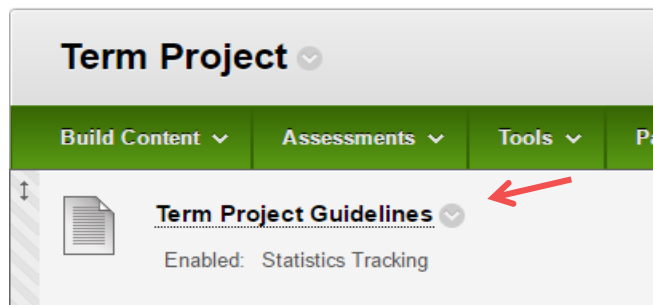 Term Project
Build Content Assessments Tools
Term Project Guidelines
Enabled: Statistics Tracking